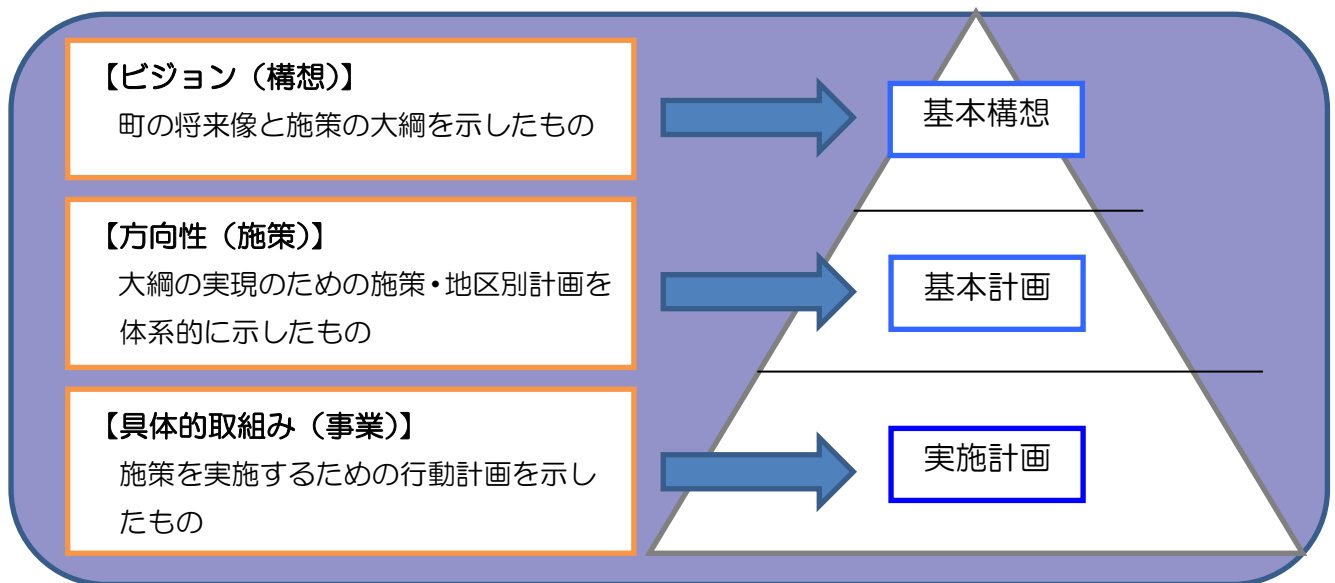 【ビジョン（構想）】
町の将来像と施策の大綱を示したもの
基本構想
【方向性（施策）】
大綱の実現のための施策・地区別計画を
体系的に示したもの
基本計画
【具体的取組み（事業）】
施策を実施するための行動計画を示し
たもの
実施計画